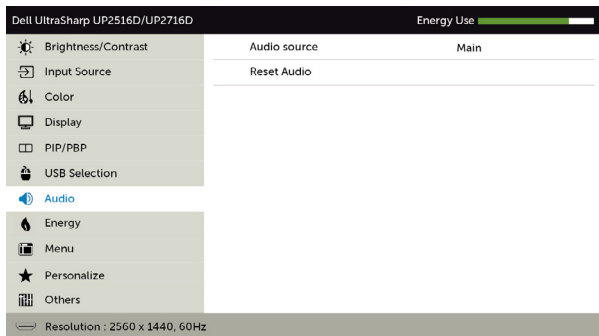 Dell UltraSharp UP2516D/UP2716D Energy Use
Brightness/Contrast Audio source Main
Input Source Reset Audio
Color
Display
PIP/PBP
USB Selection
Audio
Energy
Menu
Personalize
Others
Resolution : 2560 x 1440, 60Hz